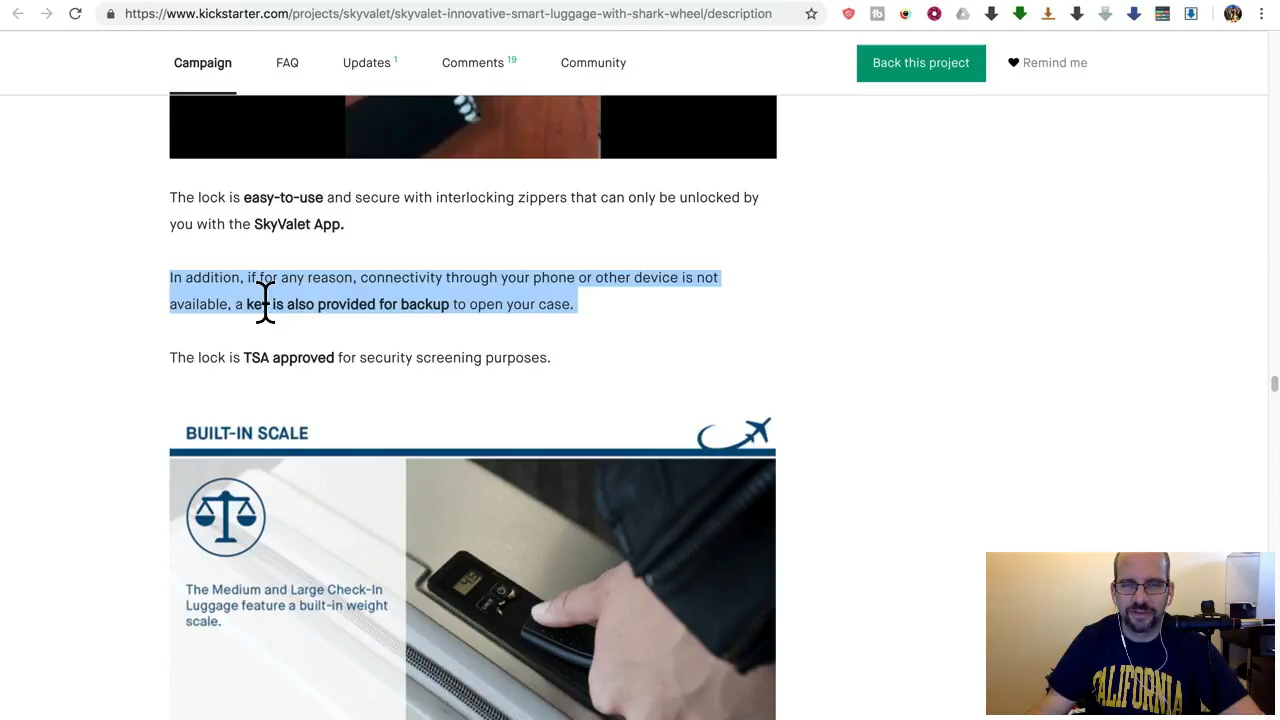 https://www.kickstarter.com/projects/skyvalet/skyvalet-innovative-smart-luggage-with-shark-wheel/description
Campaign FAQ Updates 1 Comments 19 Community Back this project Remind me
The lock is easy-to-use and secure with interlocking zippers that can only be unlocked by
you with the SkyValet App.
In addition, if for any reason, connectivity through your phone or other device is not
available, a key is also provided for backup to open your case.
The lock is TSA approved for security screening purposes.
BUILT-IN SCALE
The Medium and Large Check-In
Luggage feature a built-in weight
scale.
CALIFORNIA